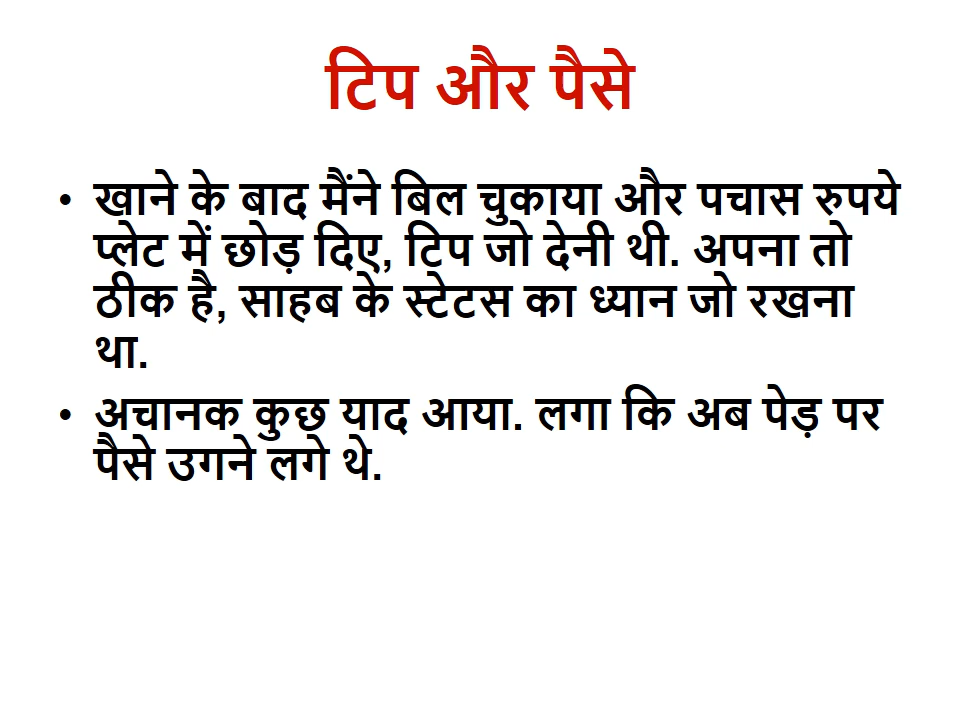 टिप और पैसे
• खाने के बाद मैंने बिल चुकाया और पचास रुपये
प्लेट में छोड़ दिए, टिप जो देनी थी. अपना तो
ठीक है, साहब के स्टेटस का ध्यान जो रखना
था.
• अचानक कुछ याद आया. लगा कि अब पेड़ पर
पैसे उगने लगे थे.